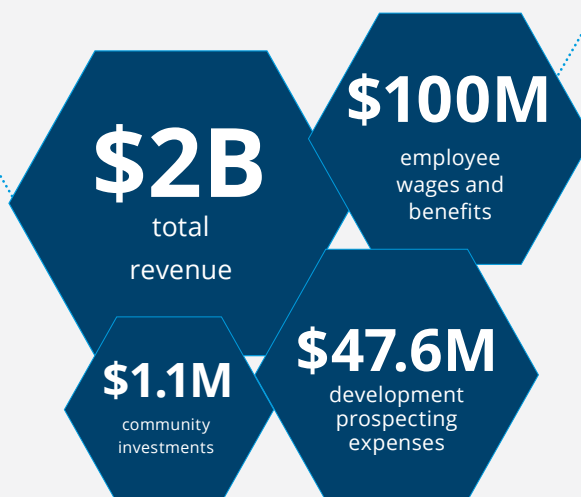 $2B
total
revenue
$100M
employee
wages and
benefits
$1.1M
community
investments
$47.6M
development
prospecting
expenses